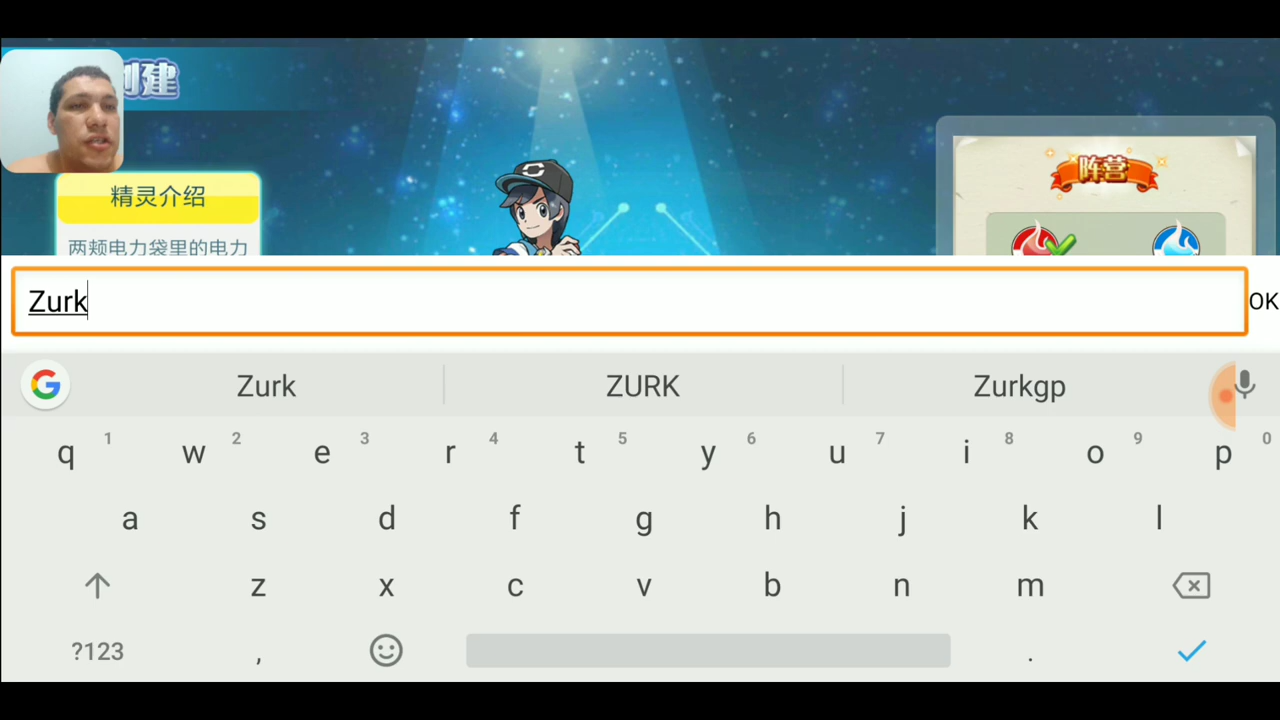 创建
精灵介绍
两颊电力袋里的电力
阵营
Zurk
OK
G
Zurk ZURK Zurkgp
q 1 w 2 e 3 r 4 t 5 y 6 u 7 i 8 o 9 p 0
a s d f g h j k l
z x c v b n m
?123 , .